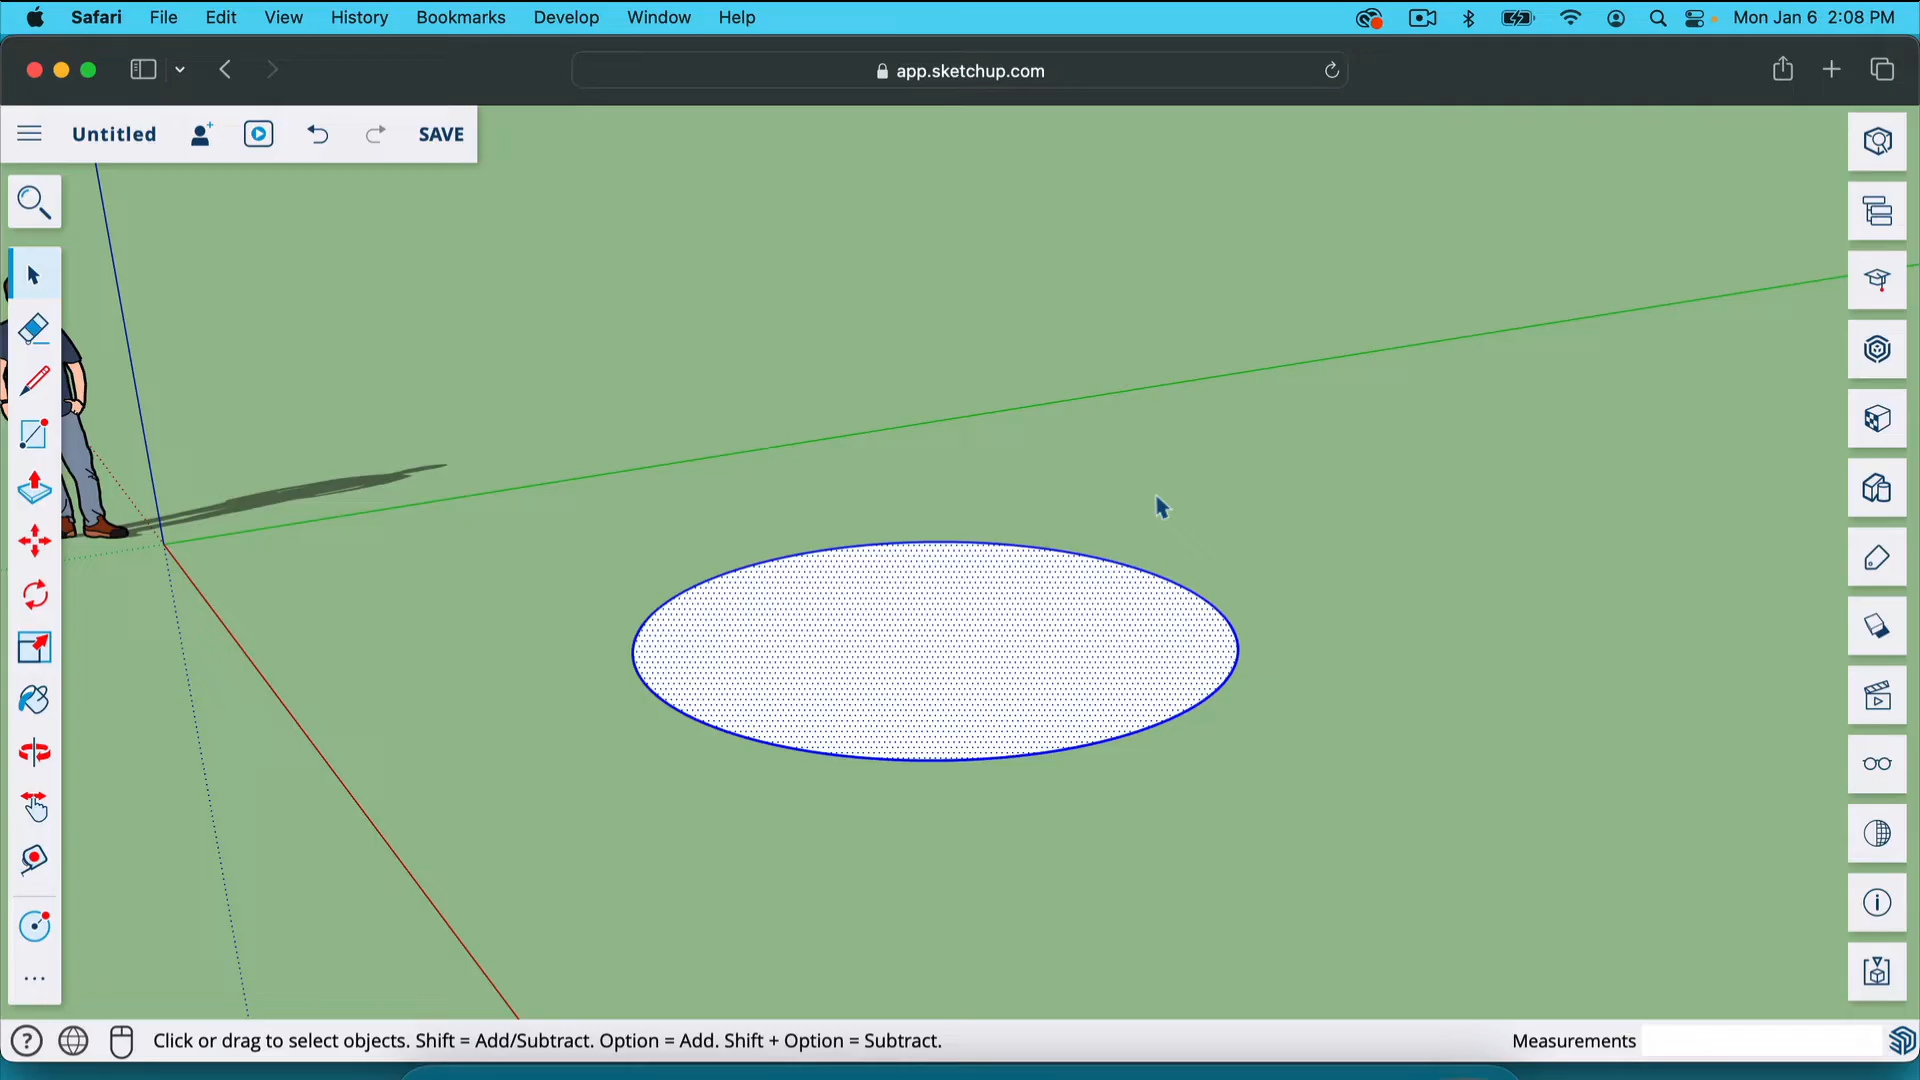 Safari File Edit View History Bookmarks Develop Window Help Mon Jan 6 2:08 PM
app.sketchup.com
Untitled SAVE
Click or drag to select objects. Shift = Add/Subtract. Option = Add. Shift + Option = Subtract. Measurements